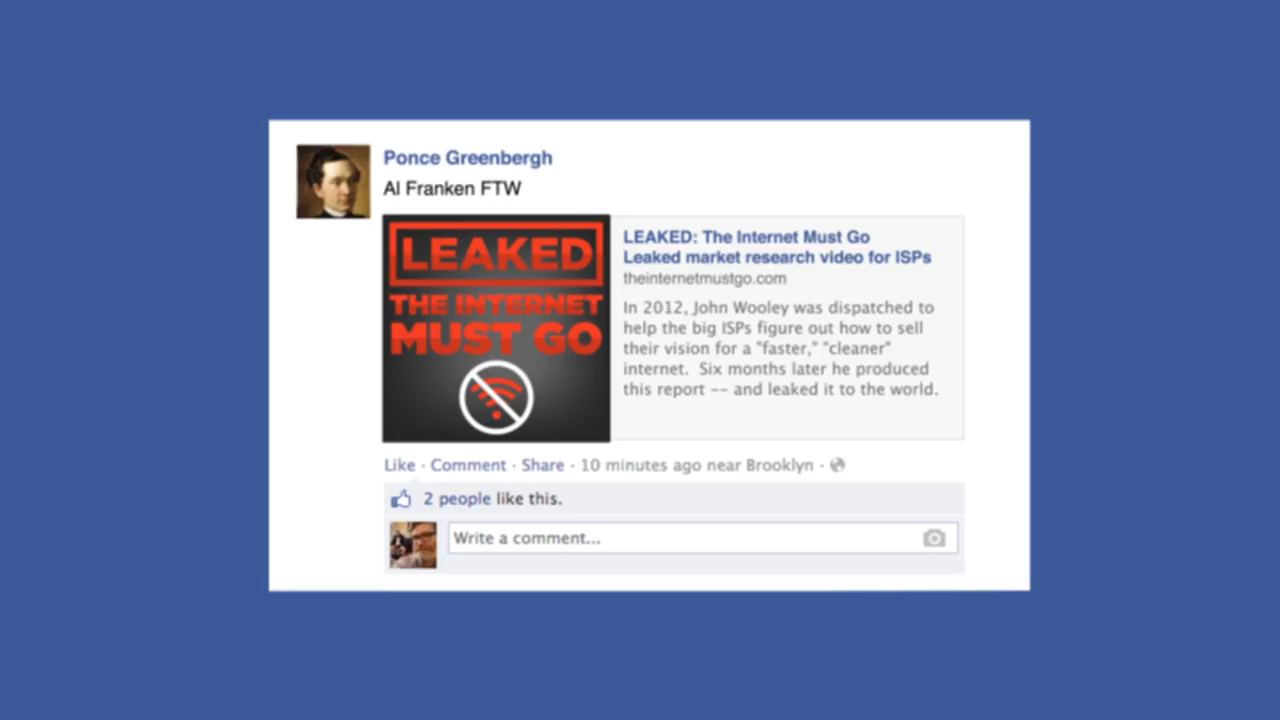 Ponce Greenbergh
Al Franken FTW
LEAKED
THE INTERNET
MUST GO
LEAKED: The Internet Must Go
Leaked market research video for ISPs
theinternetmustgo.com
In 2012, John Wooley was dispatched to
help the big ISPs figure out how to sell
their vision for a "faster," "cleaner"
internet.  Six months later he produced
this report -- and leaked it to the world.
Like · Comment · Share · 10 minutes ago near Brooklyn ·
2 people like this.
Write a comment...